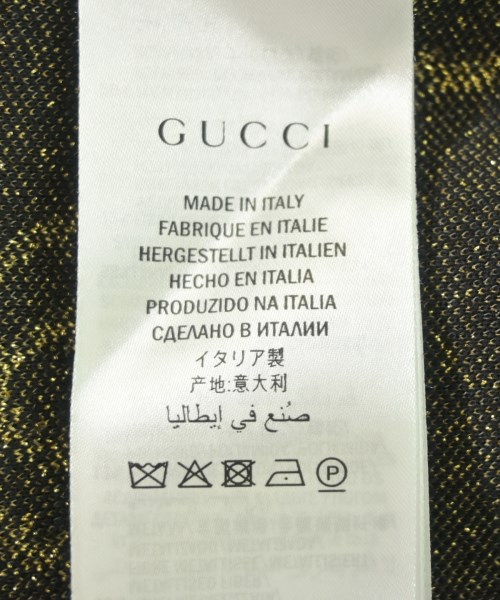 GUCCI
MADE IN ITALY
FABRIQUE EN ITALIE
HERGESTELLT IN ITALIEN
HECHO EN ITALIA
PRODUZIDO NA ITALIA
СДЕЛАНО В ИТАЛИИ
イタリア製
产地:意大利
صُنع في إيطاليا
P